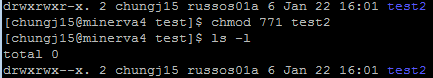 drwxrwxr-x. 2 chungj15 russos01a 6 Jan 22 16:01 test2
[chungj15@minerva4 test]$ chmod 771 test2
[chungj15@minerva4 test]$ ls -l
total 0
drwxrwx--x. 2 chungj15 russos01a 6 Jan 22 16:01 test2